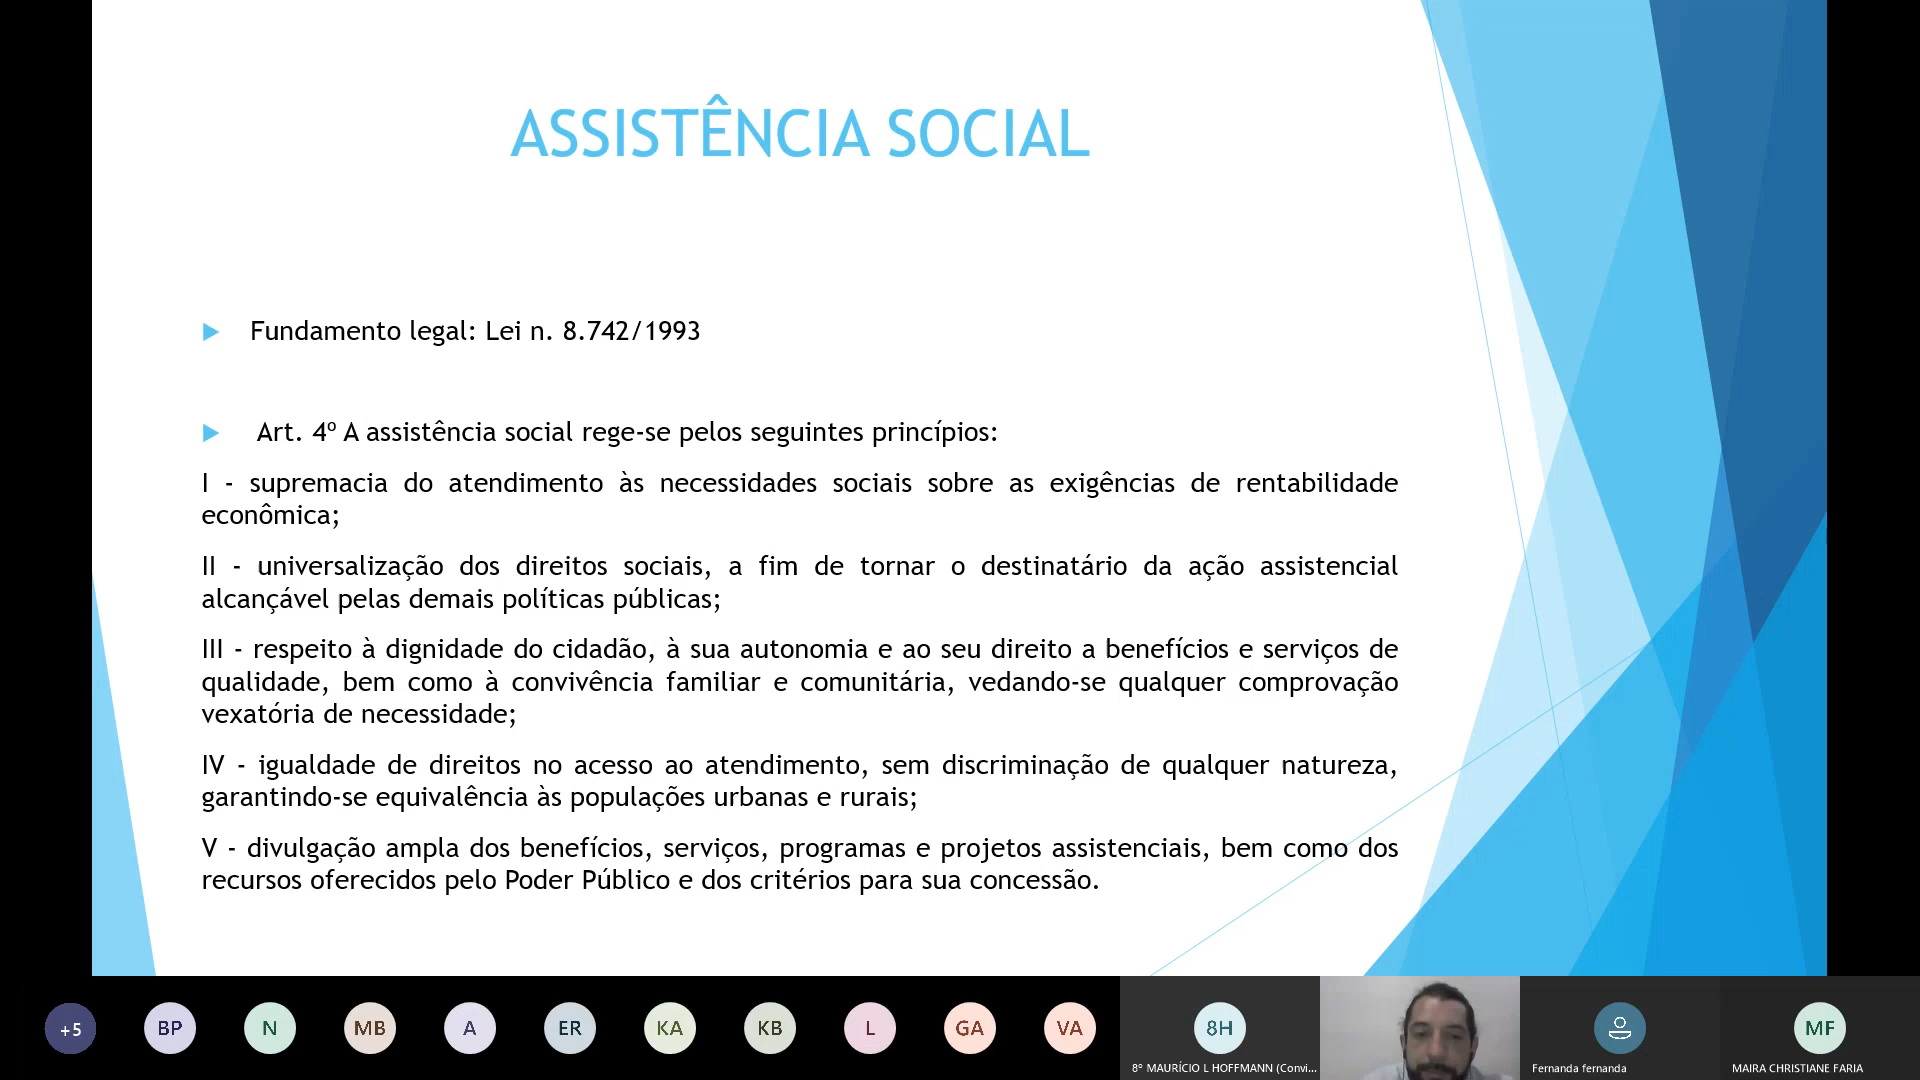 ASSISTÊNCIA SOCIAL
Fundamento legal: Lei n. 8.742/1993
Art. 4º A assistência social rege-se pelos seguintes princípios:
I - supremacia do atendimento às necessidades sociais sobre as exigências de rentabilidade
econômica;
II - universalização dos direitos sociais, a fim de tornar o destinatário da ação assistencial
alcançável pelas demais políticas públicas;
III - respeito à dignidade do cidadão, à sua autonomia e ao seu direito a benefícios e serviços de
qualidade, bem como à convivência familiar e comunitária, vedando-se qualquer comprovação
vexatória de necessidade;
IV - igualdade de direitos no acesso ao atendimento, sem discriminação de qualquer natureza,
garantindo-se equivalência às populações urbanas e rurais;
V - divulgação ampla dos benefícios, serviços, programas e projetos assistenciais, bem como dos
recursos oferecidos pelo Poder Público e dos critérios para sua concessão.
+5 BP N MB A ER KA KB L GA VA 8H MF
8º MAURÍCIO L HOFFMANN (Convi... Fernanda fernanda MAIRA CHRISTIANE FARIA